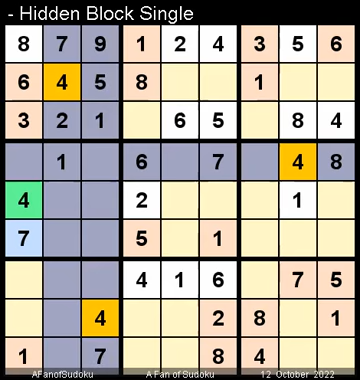 - Hidden Block Single
8 7 9 1 2 4 3 5 6
6 4 5 8 1
3 2 1 6 5 8 4
1 6 7 4 8
4 2 1
7 5 1
4 1 6 7 5
4 2 8 1
1 7 8 4
AFanofSudoku A Fan of Sudoku 12 October 2022